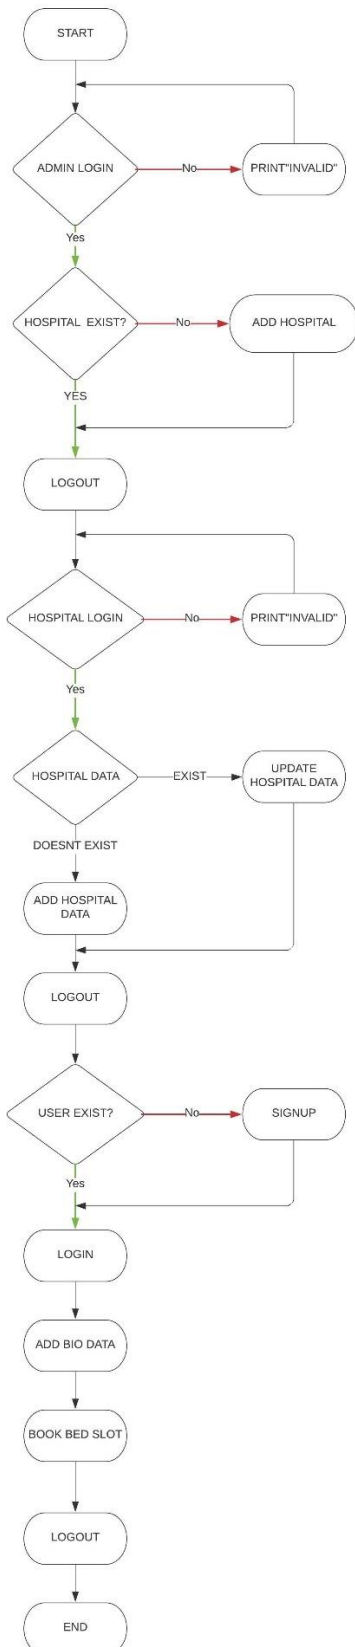 START
ADMIN LOGIN
No
PRINT"INVALID"
Yes
HOSPITAL EXIST?
No
ADD HOSPITAL
YES
LOGOUT
HOSPITAL LOGIN
No
PRINT"INVALID"
Yes
HOSPITAL DATA
EXIST
UPDATE
HOSPITAL DATA
DOESNT EXIST
ADD HOSPITAL
DATA
LOGOUT
USER EXIST?
No
SIGNUP
Yes
LOGIN
ADD BIO DATA
BOOK BED SLOT
LOGOUT
END